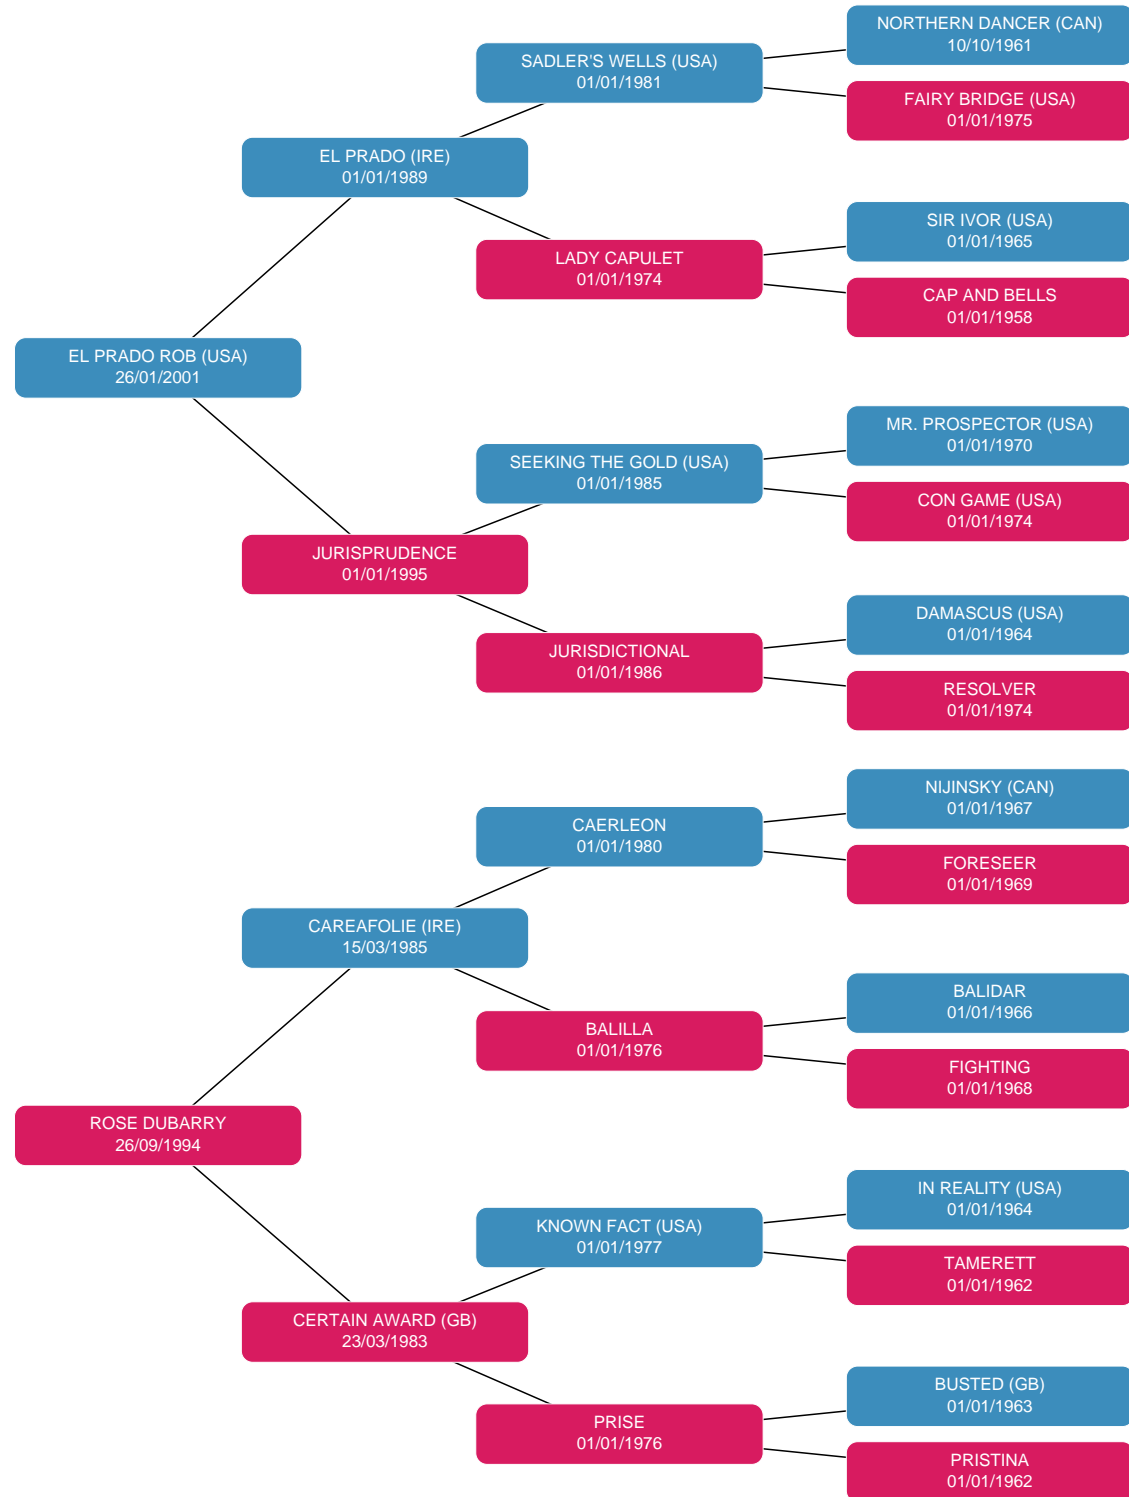 NORTHERN DANCER (CAN)
10/10/1961
SADLER'S WELLS (USA)
01/01/1981
FAIRY BRIDGE (USA)
01/01/1975
EL PRADO (IRE)
01/01/1989
SIR IVOR (USA)
01/01/1965
LADY CAPULET
01/01/1974
CAP AND BELLS
01/01/1958
EL PRADO ROB (USA)
26/01/2001
MR. PROSPECTOR (USA)
01/01/1970
SEEKING THE GOLD (USA)
01/01/1985
CON GAME (USA)
01/01/1974
JURISPRUDENCE
01/01/1995
DAMASCUS (USA)
01/01/1964
JURISDICTIONAL
01/01/1986
RESOLVER
01/01/1974
NIJINSKY (CAN)
01/01/1967
CAERLEON
01/01/1980
FORESEER
01/01/1969
CAREAFOLIE (IRE)
15/03/1985
BALIDAR
01/01/1966
BALILLA
01/01/1976
FIGHTING
01/01/1968
ROSE DUBARRY
26/09/1994
IN REALITY (USA)
01/01/1964
KNOWN FACT (USA)
01/01/1977
TAMERETT
01/01/1962
CERTAIN AWARD (GB)
23/03/1983
BUSTED (GB)
01/01/1963
PRISE
01/01/1976
PRISTINA
01/01/1962